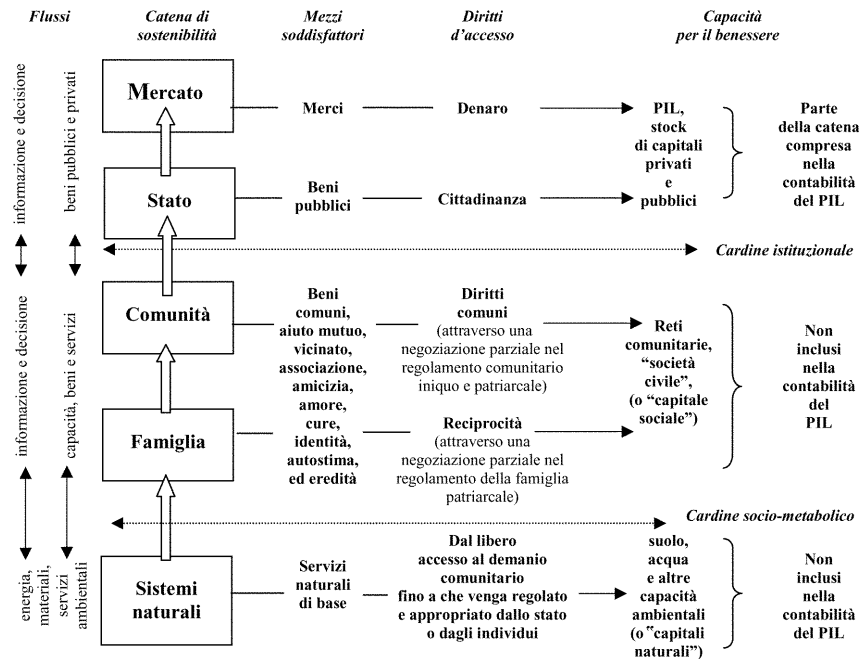 Flussi
Catena di
sostenibilità
Mezzi
soddisfattori
Diritti
d'accesso
Capacità
per il benessere
informazione e decisione
beni pubblici e privati
Mercato
Merci
Denaro
PIL,
stock
di capitali
privati
e
pubblici
Parte
della catena
compresa
nella
contabilità
del PIL
Stato
Beni
pubblici
Cittadinanza
Cardine istituzionale
informazione e decisione
capacità, beni e servizi
Comunità
Beni
comuni,
aiuto mutuo,
vicinato,
associazione,
amicizia,
amore,
cure,
identità,
autostima,
ed eredità
Diritti
comuni
(attraverso una
negoziazione parziale nel
regolamento comunitario
iniquo e patriarcale)
Reti
comunitarie,
“società
civile”,
(o “capitale
sociale”)
Non
inclusi
nella
contabilità
del
PIL
Famiglia
Reciprocità
(attraverso una
negoziazione parziale nel
regolamento della famiglia
patriarcale)
Cardine socio-metabolico
energia,
materiali,
servizi
ambientali
Sistemi
naturali
Servizi
naturali
di base
Dal libero
accesso al demanio
comunitario
fino a che venga regolato
e appropriato dallo stato
o dagli individui
suolo,
acqua
e altre
capacità
ambientali
(o “capitali
naturali”)
Non
inclusi
nella
contabilità
del PIL